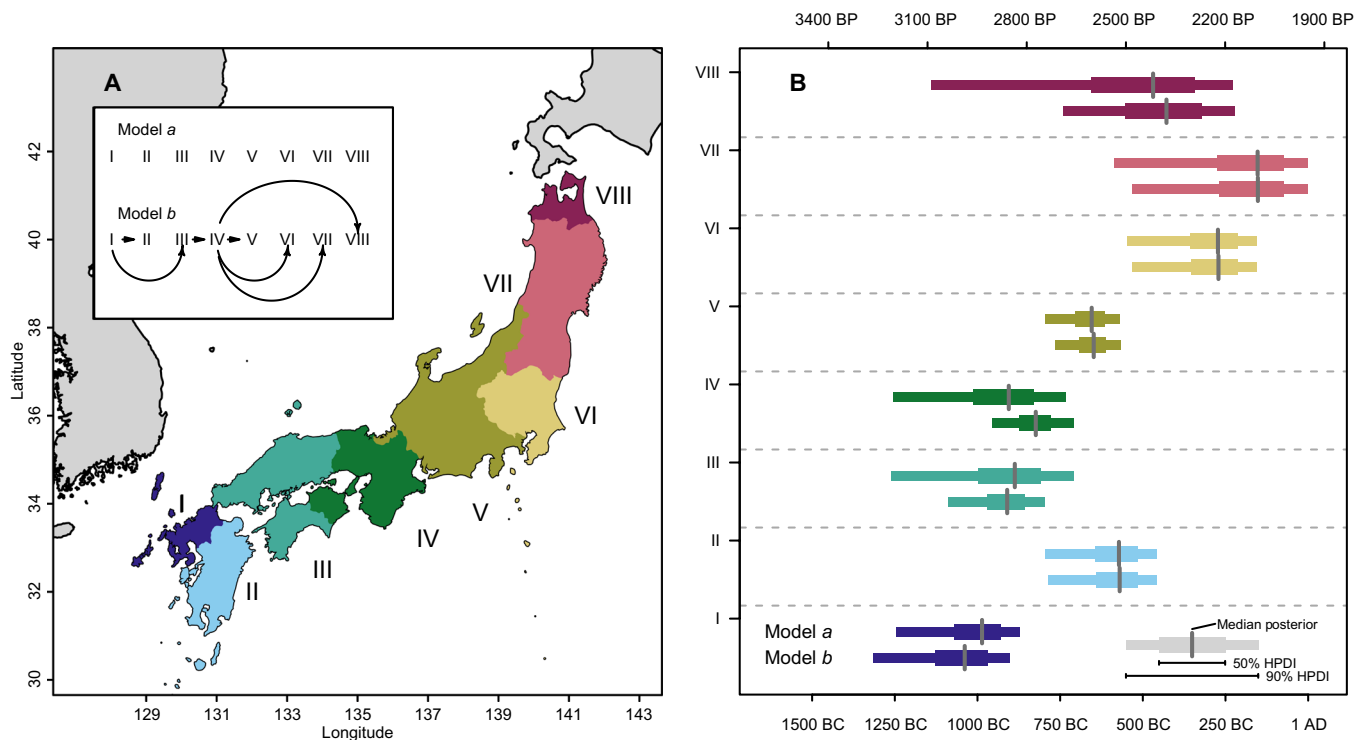 A
Model a
I II III IV V VI VII VIII
Model b
I II III IV V VI VII VIII
VIII
VII
VI
V
IV
III
II
I
Latitude
42
40
38
36
34
32
30
129 131 133 135 137 139 141 143
Longitude
3400 BP 3100 BP 2800 BP 2500 BP 2200 BP 1900 BP
B
VIII
VII
VI
V
IV
III
II
I
Model a
Model b
Median posterior
50% HPDI
90% HPDI
1500 BC 1250 BC 1000 BC 750 BC 500 BC 250 BC 1 AD